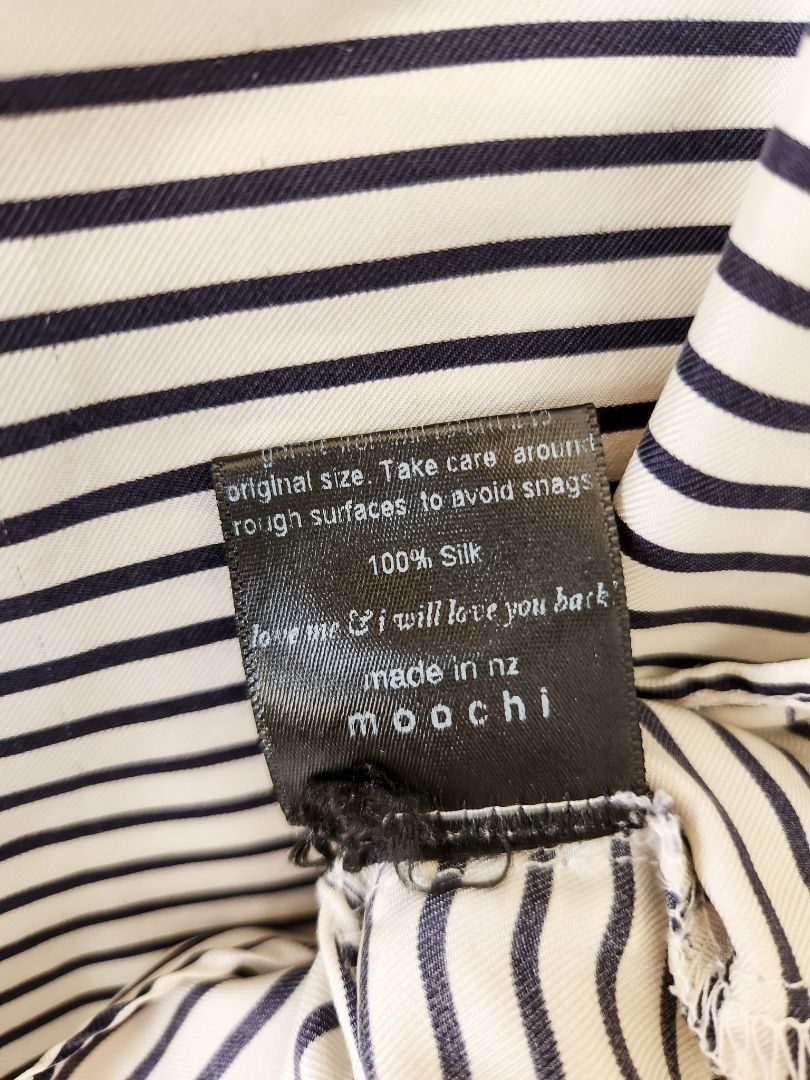 original size. Take care around
rough surfaces to avoid snags
100% Silk
love me & i will love you back
made in nz
moochi